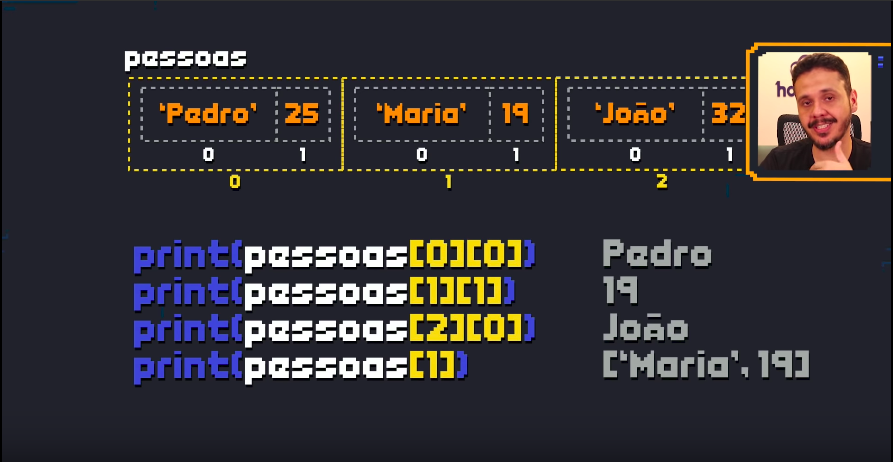 pessoas
'Pedro' 25 'Maria' 19 'João' 32
0 1 0 1 0 1
0 1 2
print(pessoas[0][0]) Pedro
print(pessoas[1][1]) 19
print(pessoas[2][0]) João
print(pessoas[1]) ['Maria', 19]